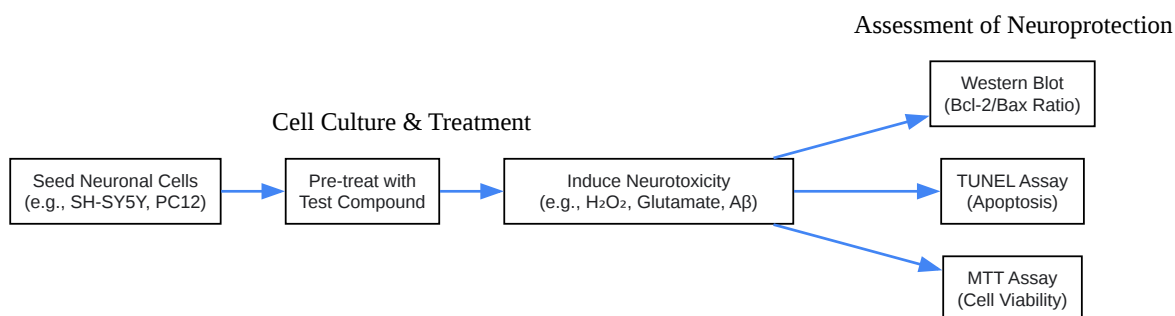 Assessment of Neuroprotection
Cell Culture & Treatment
Seed Neuronal Cells
(e.g., SH-SY5Y, PC12)
Pre-treat with
Test Compound
Induce Neurotoxicity
(e.g., H₂O₂, Glutamate, Aβ)
Western Blot
(Bcl-2/Bax Ratio)
TUNEL Assay
(Apoptosis)
MTT Assay
(Cell Viability)